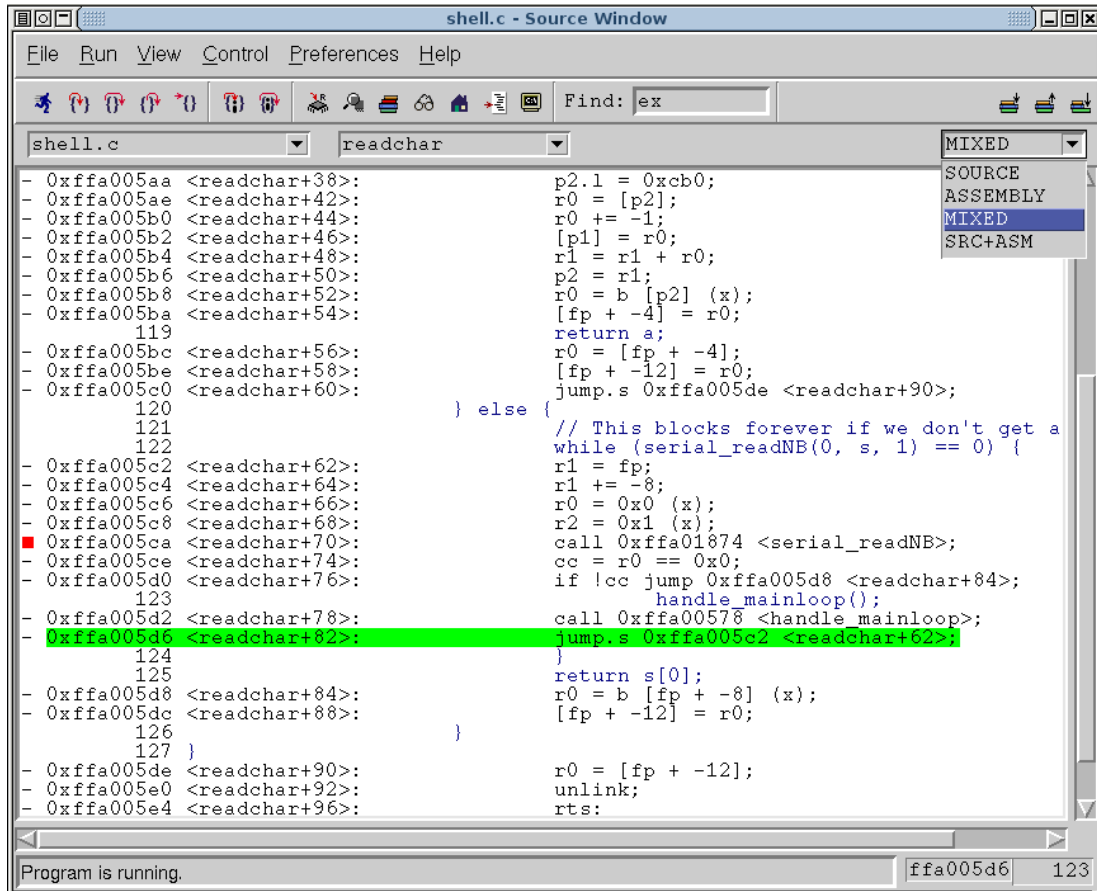 shell.c - Source Window
File Run View Control Preferences Help
Find: ex
shell.c readchar MIXED
SOURCE
ASSEMBLY
MIXED
SRC+ASM
- 0xffa005aa <readchar+38>: p2.l = 0xcb0;
- 0xffa005ae <readchar+42>: r0 = [p2];
- 0xffa005b0 <readchar+44>: r0 += -1;
- 0xffa005b2 <readchar+46>: [p1] = r0;
- 0xffa005b4 <readchar+48>: r1 = r1 + r0;
- 0xffa005b6 <readchar+50>: p2 = r1;
- 0xffa005b8 <readchar+52>: r0 = b [p2] (x);
- 0xffa005ba <readchar+54>: [fp + -4] = r0;
119 return a;
- 0xffa005bc <readchar+56>: r0 = [fp + -4];
- 0xffa005be <readchar+58>: [fp + -12] = r0;
- 0xffa005c0 <readchar+60>: jump.s 0xffa005de <readchar+90>;
120 } else {
121 // This blocks forever if we don't get a
122 while (serial_readNB(0, s, 1) == 0) {
- 0xffa005c2 <readchar+62>: r1 = fp;
- 0xffa005c4 <readchar+64>: r1 += -8;
- 0xffa005c6 <readchar+66>: r0 = 0x0 (x);
- 0xffa005c8 <readchar+68>: r2 = 0x1 (x);
0xffa005ca <readchar+70>: call 0xffa01874 <serial_readNB>;
- 0xffa005ce <readchar+74>: cc = r0 == 0x0;
- 0xffa005d0 <readchar+76>: if !cc jump 0xffa005d8 <readchar+84>;
123 handle_mainloop();
- 0xffa005d2 <readchar+78>: call 0xffa00578 <handle_mainloop>;
- 0xffa005d6 <readchar+82>: jump.s 0xffa005c2 <readchar+62>;
124 }
125 return s[0];
- 0xffa005d8 <readchar+84>: r0 = b [fp + -8] (x);
- 0xffa005dc <readchar+88>: [fp + -12] = r0;
126 }
127 }
- 0xffa005de <readchar+90>: r0 = [fp + -12];
- 0xffa005e0 <readchar+92>: unlink;
- 0xffa005e4 <readchar+96>: rts:
Program is running. ffa005d6 123